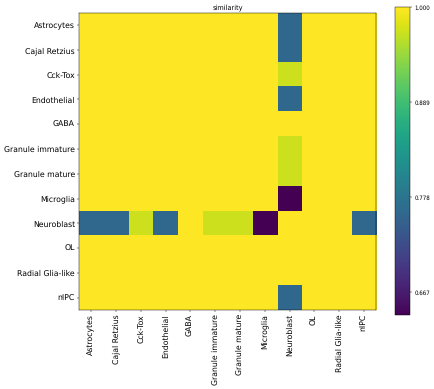 similarity
Astrocytes
Cajal Retzius
Cck-Tox
Endothelial
GABA
Granule immature
Granule mature
Microglia
Neuroblast
OL
Radial Glia-like
nIPC
Astrocytes
Cajal Retzius
Cck-Tox
Endothelial
GABA
Granule immature
Granule mature
Microglia
Neuroblast
OL
Radial Glia-like
nIPC
1.000
0.889
0.778
0.667